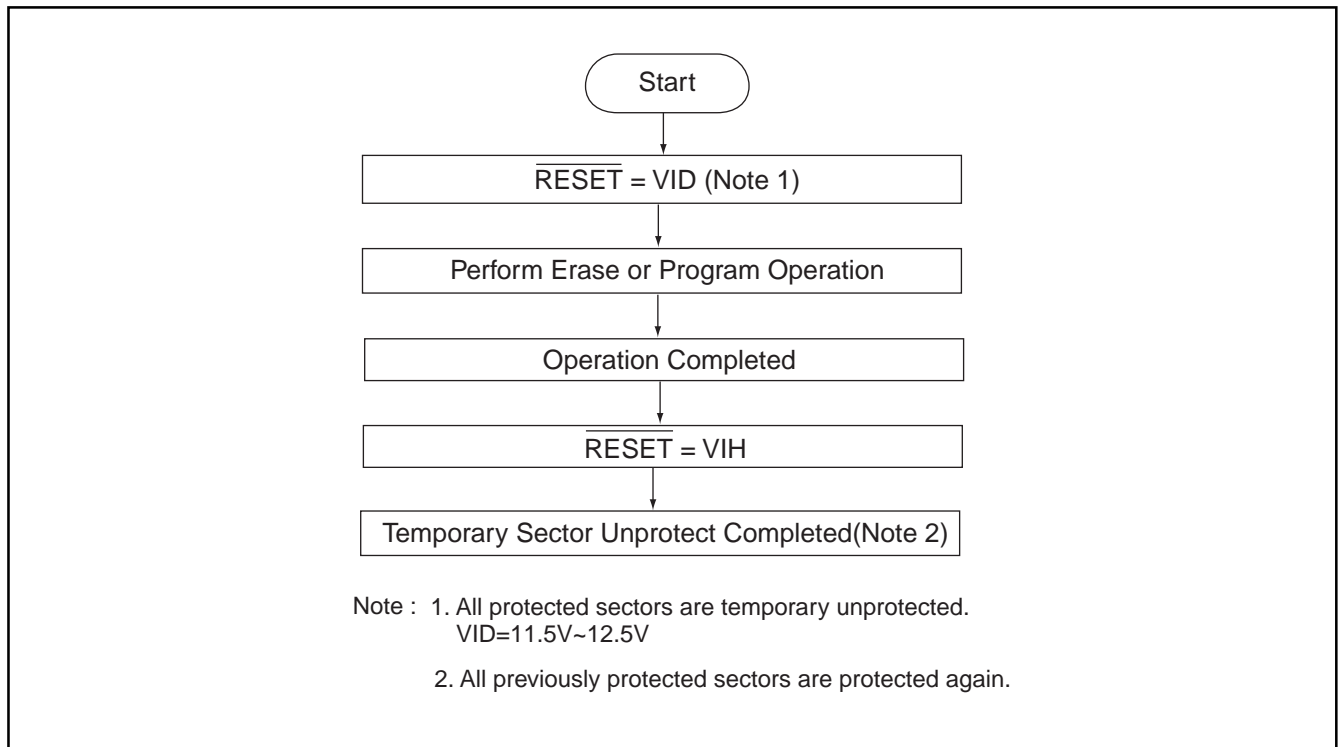 Start
RESET = VID (Note 1)
Perform Erase or Program Operation
Operation Completed
RESET = VIH
Temporary Sector Unprotect Completed(Note 2)
Note : 1. All protected sectors are temporary unprotected.
VID=11.5V~12.5V
2. All previously protected sectors are protected again.